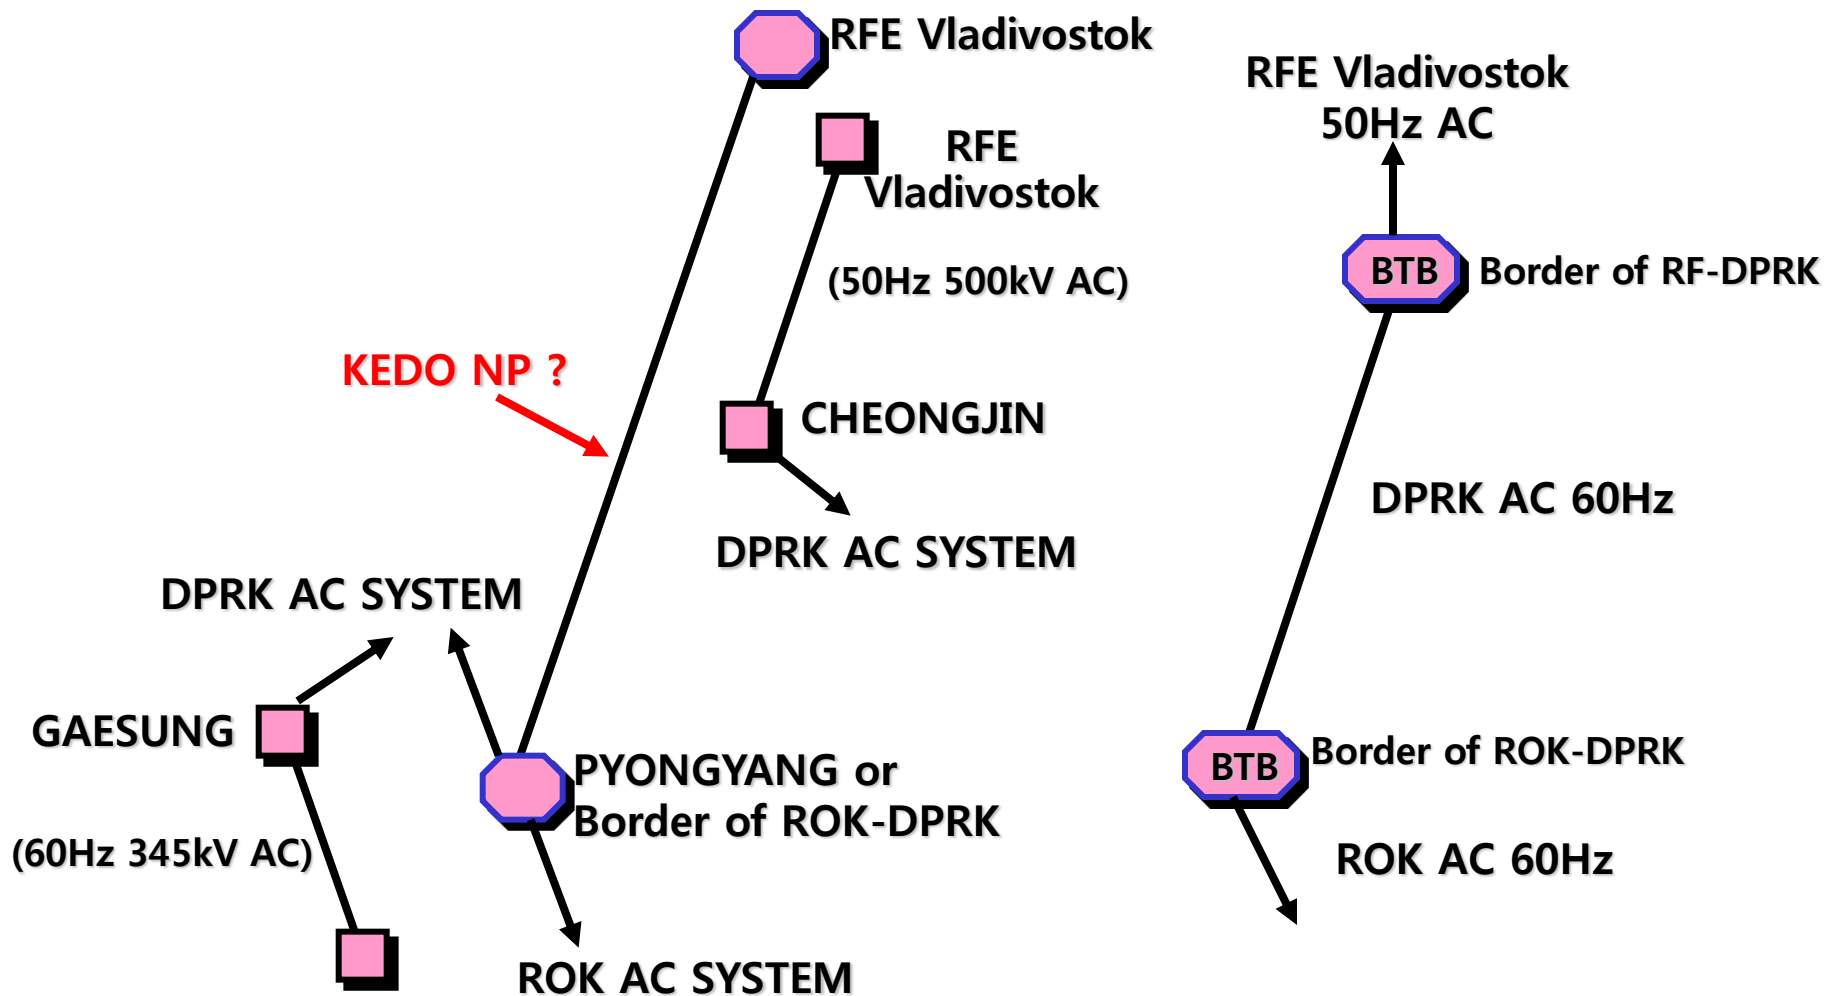 RFE Vladivostok
RFE
Vladivostok
(50Hz 500kV AC)
KEDO NP ?
CHEONGJIN
DPRK AC SYSTEM
DPRK AC SYSTEM
GAESUNG
PYONGYANG or
Border of ROK-DPRK
(60Hz 345kV AC)
ROK AC SYSTEM
RFE Vladivostok
50Hz AC
BTB
Border of RF-DPRK
DPRK AC 60Hz
BTB
Border of ROK-DPRK
ROK AC 60Hz